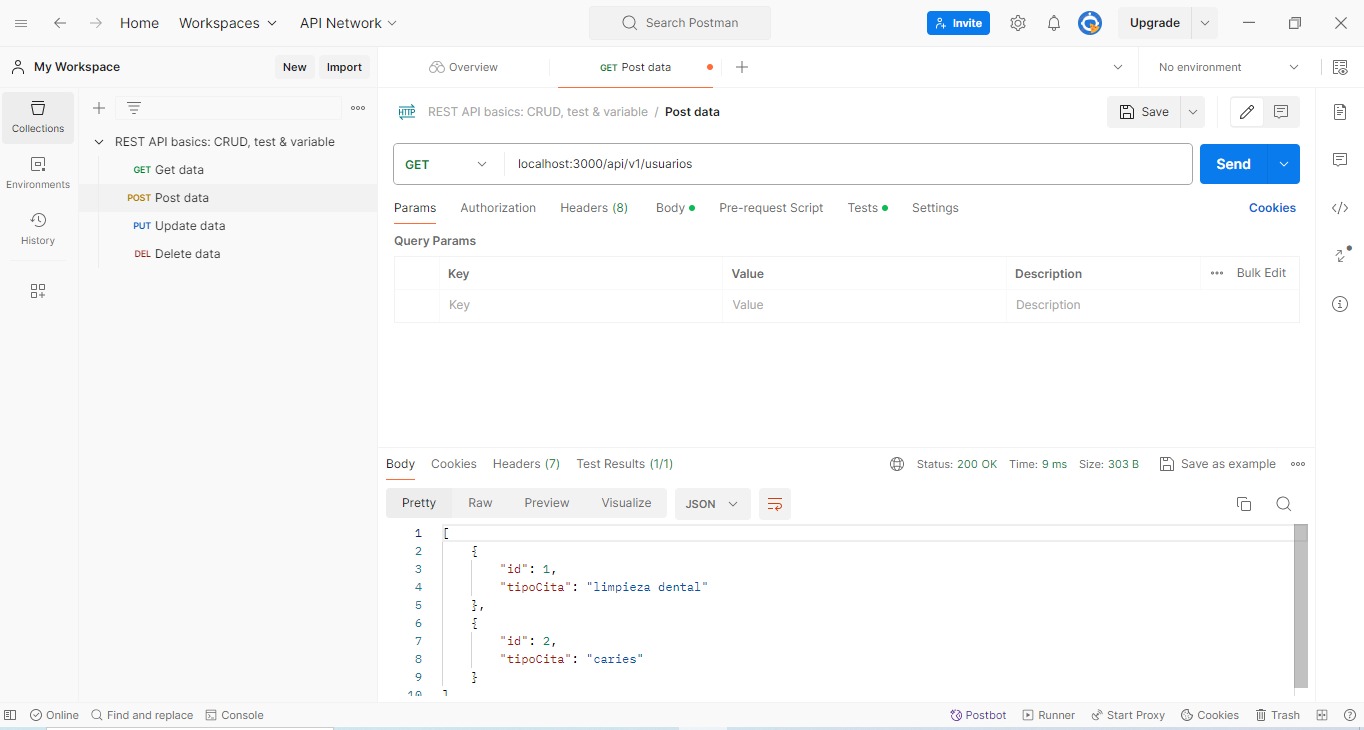 Home Workspaces API Network Search Postman Invite Upgrade
My Workspace New Import Overview GET Post data No environment
Collections
Environments
History
REST API basics: CRUD, test & variable
GET Get data
POST Post data
PUT Update data
DEL Delete data
HTTP REST API basics: CRUD, test & variable / Post data Save
GET localhost:3000/api/v1/usuarios Send
Params Authorization Headers (8) Body Pre-request Script Tests Settings Cookies
Query Params
Key Value Description Bulk Edit
Key Value Description
Body Cookies Headers (7) Test Results (1/1) Status: 200 OK Time: 9 ms Size: 303 B Save as example
Pretty Raw Preview Visualize JSON
1 [
2 {
3 "id": 1,
4 "tipoCita": "limpieza dental"
5 },
6 {
7 "id": 2,
8 "tipoCita": "caries"
9 }
10 ]
Online Find and replace Console Postbot Runner Start Proxy Cookies Trash